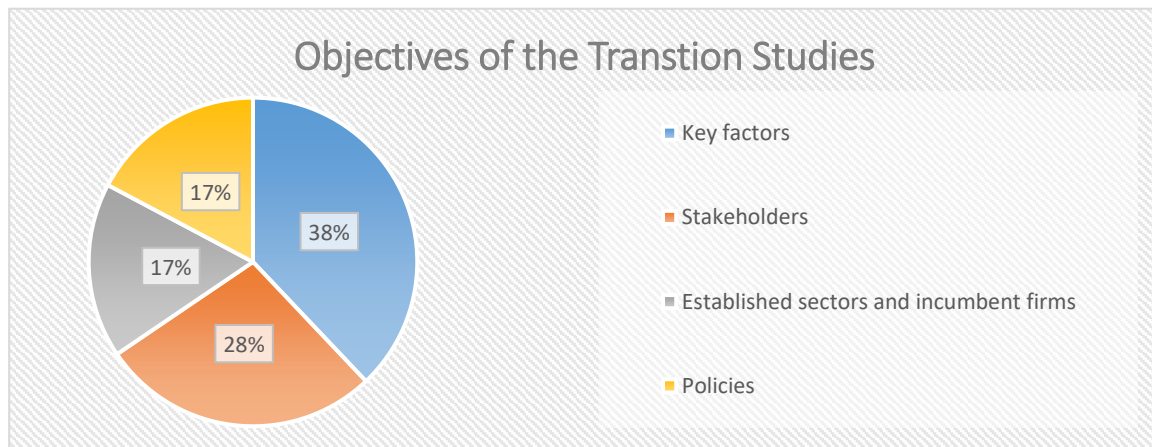 Objectives of the Transtion Studies
17%
38%
17%
28%
Key factors
Stakeholders
Established sectors and incumbent firms
Policies